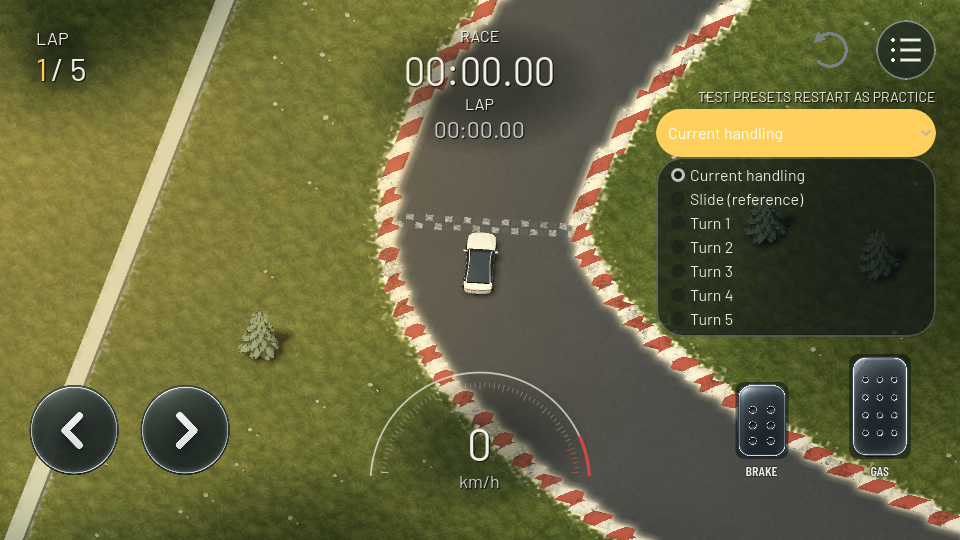 LAP
1/ 5
RACE
00:00.00
LAP
00:00.00
TEST PRESETS RESTART AS PRACTICE
Current handling
Current handling
Slide (reference)
Turn 1
Turn 2
Turn 3
Turn 4
Turn 5
0
km/h
BRAKE
GAS